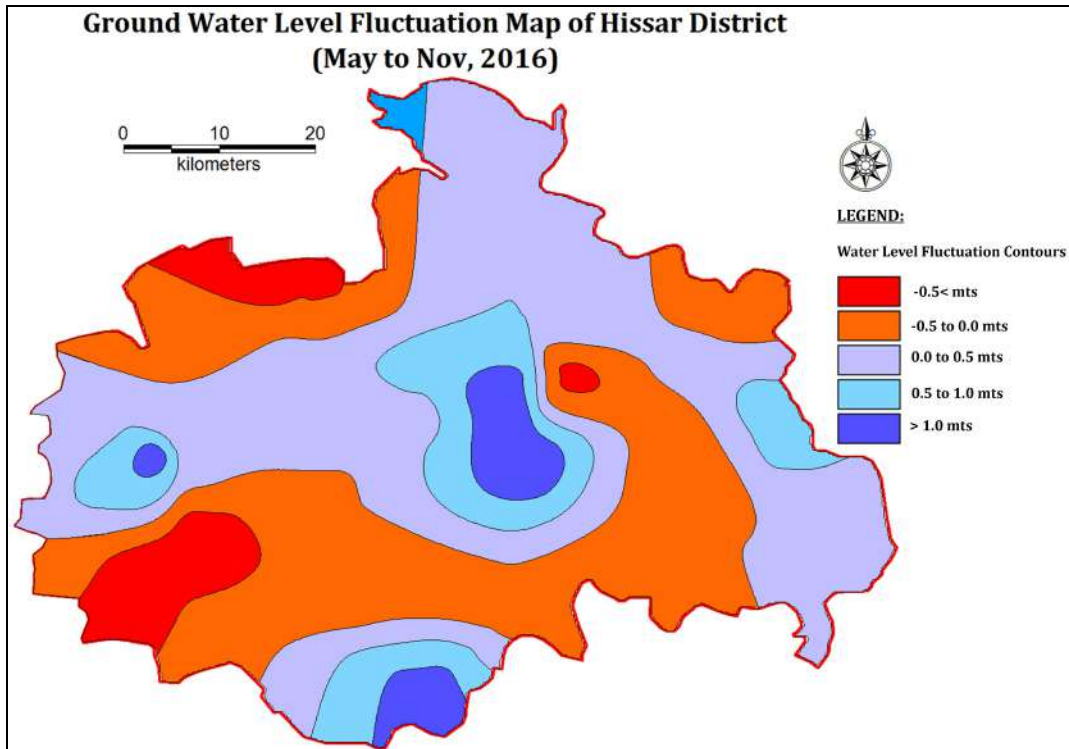 Ground Water Level Fluctuation Map of Hissar District
(May to Nov, 2016)
0 10 20
kilometers
LEGEND:
Water Level Fluctuation Contours
-0.5< mts
-0.5 to 0.0 mts
0.0 to 0.5 mts
0.5 to 1.0 mts
> 1.0 mts